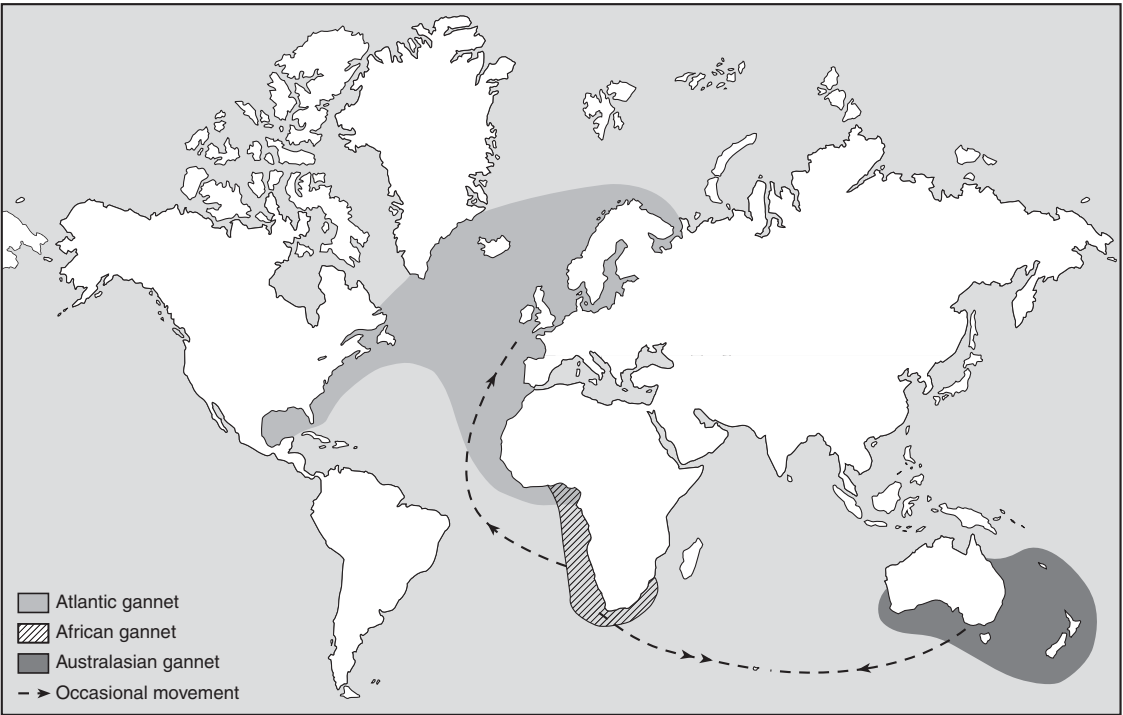 Atlantic gannet
African gannet
Australasian gannet
Occasional movement